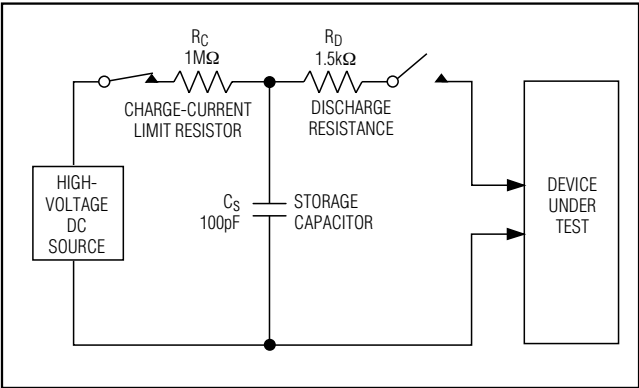 R_C
1MΩ
CHARGE-CURRENT
LIMIT RESISTOR
R_D
1.5kΩ
DISCHARGE
RESISTANCE
HIGH-
VOLTAGE
DC
SOURCE
C_S
100pF
STORAGE
CAPACITOR
DEVICE
UNDER
TEST